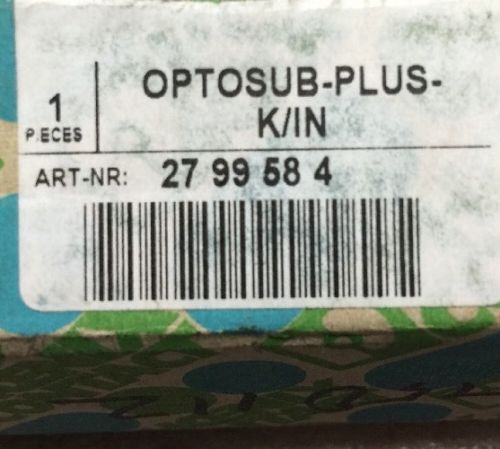 1
PIECES
OPTOSUB-PLUS-
K/IN
ART-NR: 27 99 58 4